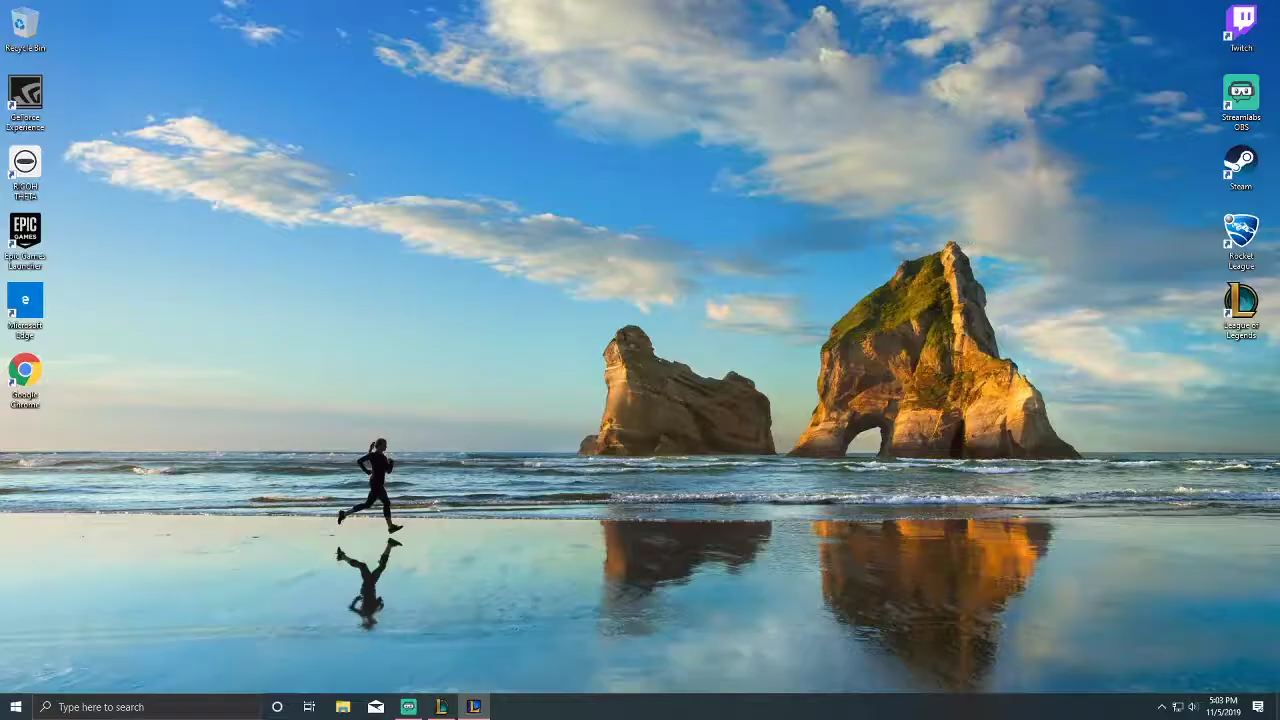 Recycle Bin
GeForce
Experience
RICOH
THETA
EPIC
GAMES
Epic Games
Launcher
Microsoft
Edge
Google
Chrome
Twitch
Streamlabs
OBS
Steam
Rocket
League
League of
Legends
Type here to search
5:03 PM
11/5/2019